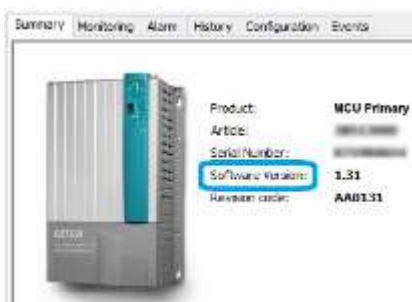 Summary Monitoring Alarm History Configuration Events
Product: MCU Primary
Article:
Serial Number:
Software Version: 1.31
Revision code: AA0131